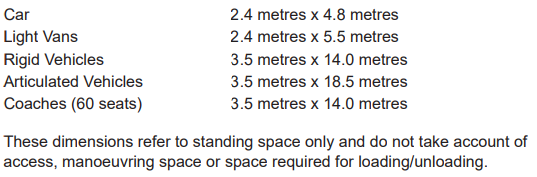 Car 2.4 metres x 4.8 metres
Light Vans 2.4 metres x 5.5 metres
Rigid Vehicles 3.5 metres x 14.0 metres
Articulated Vehicles 3.5 metres x 18.5 metres
Coaches (60 seats) 3.5 metres x 14.0 metres
These dimensions refer to standing space only and do not take account of
access, manoeuvring space or space required for loading/unloading.